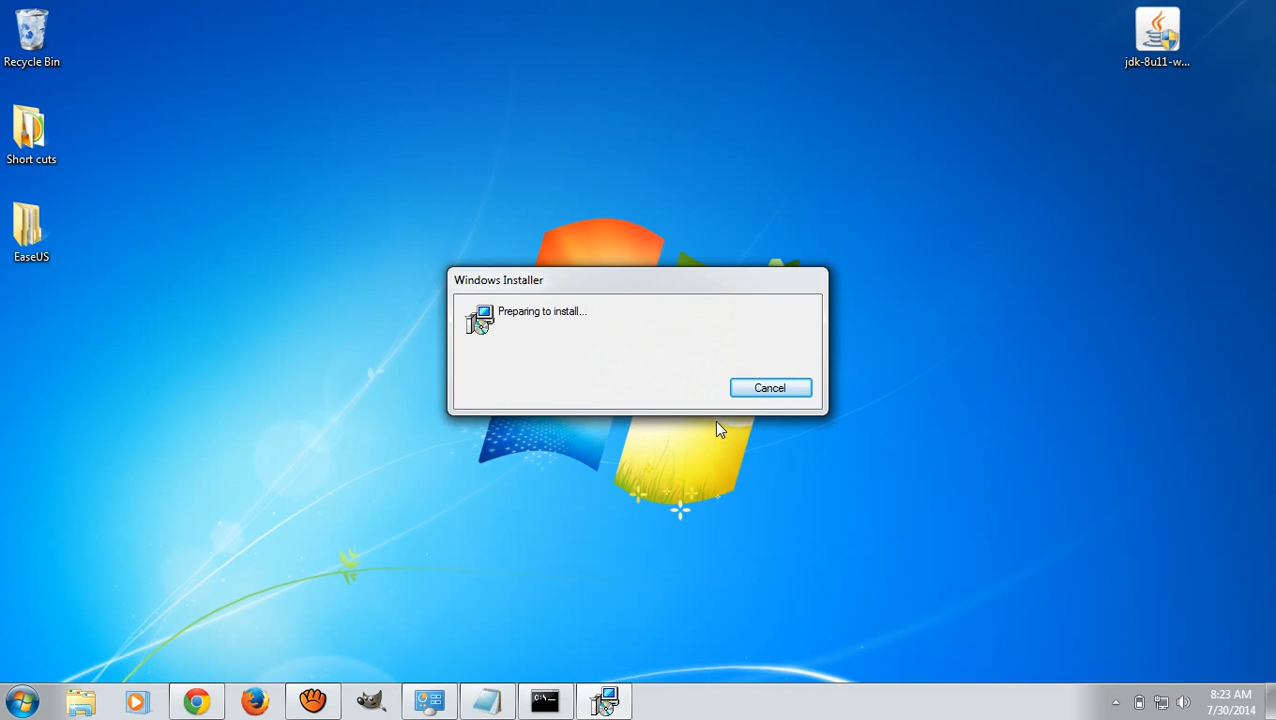 Recycle Bin
jdk-8u11-w...
Short cuts
EaseUS
Windows Installer
Preparing to install...
Cancel
C:\
8:23 AM
7/30/2014